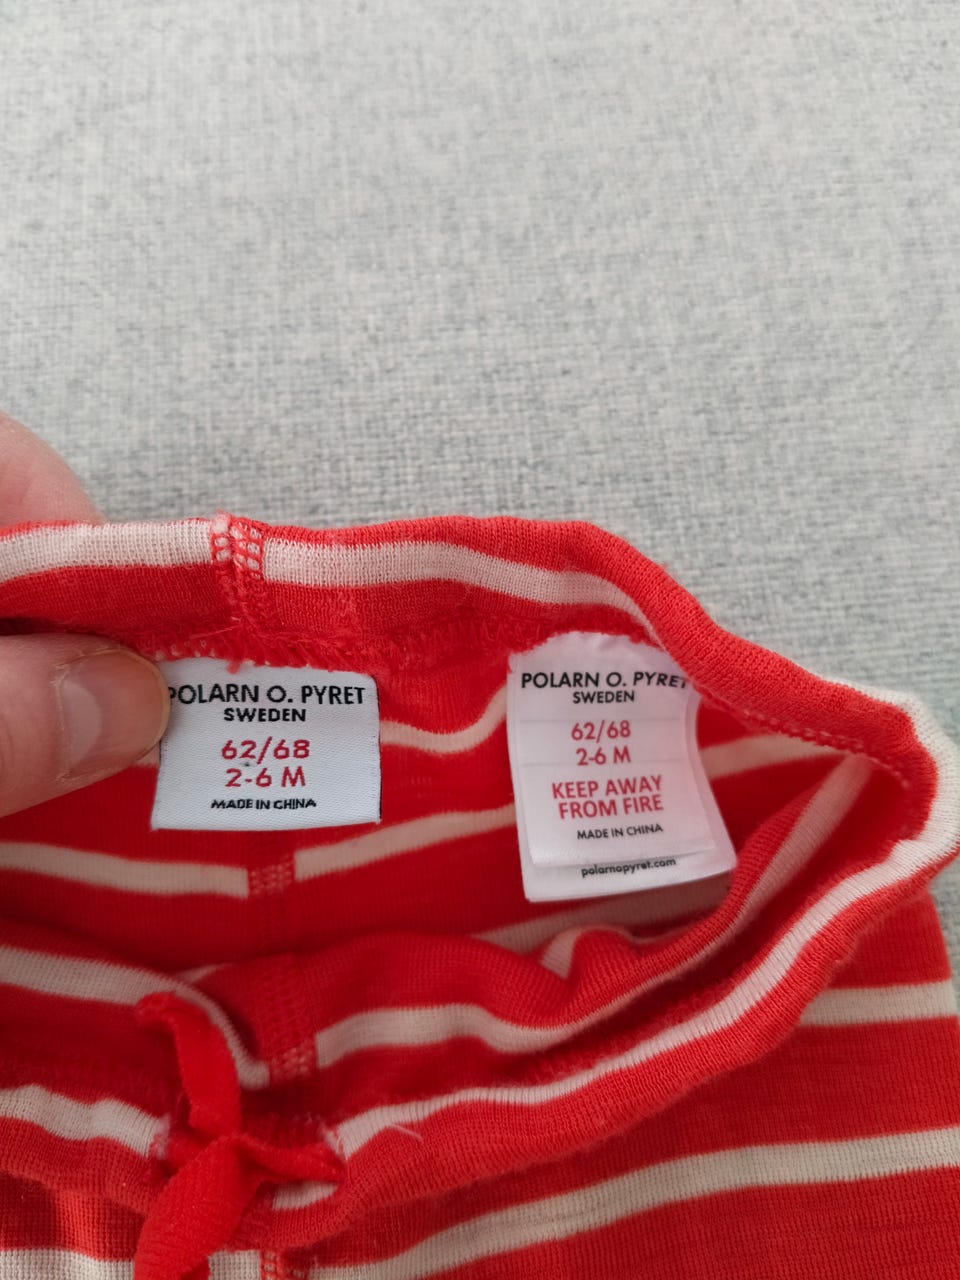 POLARN O. PYRET
SWEDEN
62/68
2-6 M
MADE IN CHINA
POLARN O. PYRET
SWEDEN
62/68
2-6 M
KEEP AWAY
FROM FIRE
MADE IN CHINA
polarnopyret.com